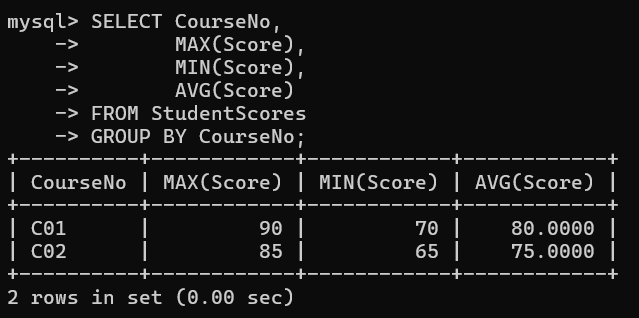 mysql> SELECT CourseNo,
    ->        MAX(Score),
    ->        MIN(Score),
    ->        AVG(Score)
    -> FROM StudentScores
    -> GROUP BY CourseNo;
+----------+------------+------------+------------+
| CourseNo | MAX(Score) | MIN(Score) | AVG(Score) |
+----------+------------+------------+------------+
| C01      |         90 |         70 |    80.0000 |
| C02      |         85 |         65 |    75.0000 |
+----------+------------+------------+------------+
2 rows in set (0.00 sec)